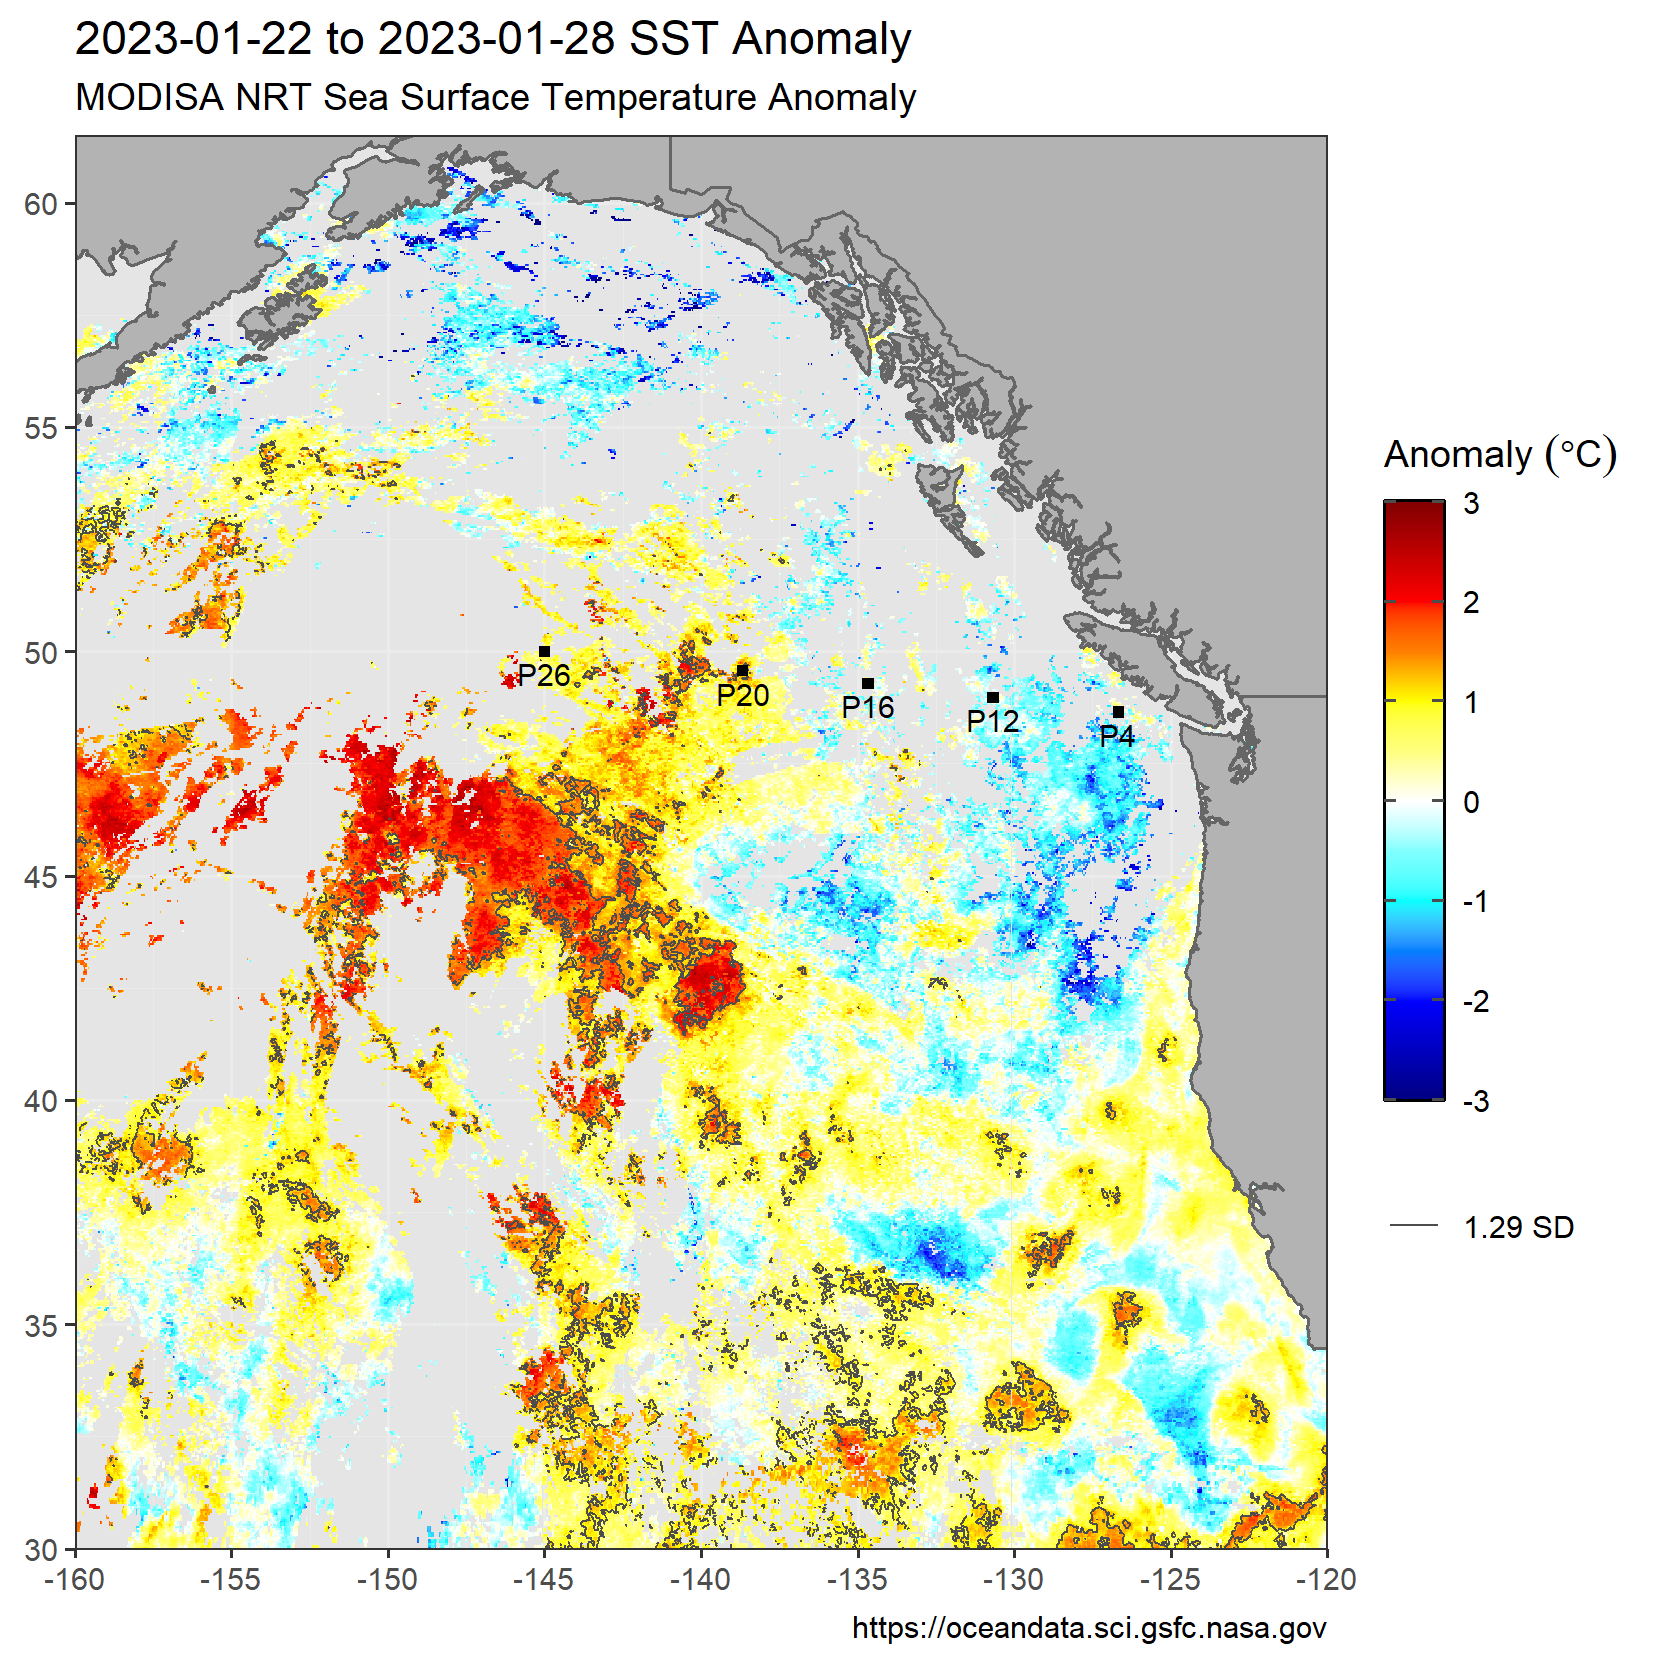 2023-01-22 to 2023-01-28 SST Anomaly
MODISA NRT Sea Surface Temperature Anomaly
60
55
50
45
40
35
30
-160
-155
-150
-145
-140
-135
-130
-125
-120
P26
P20
P16
P12
P4
Anomaly (°C)
3
2
1
0
-1
-2
-3
1.29 SD
https://oceandata.sci.gsfc.nasa.gov